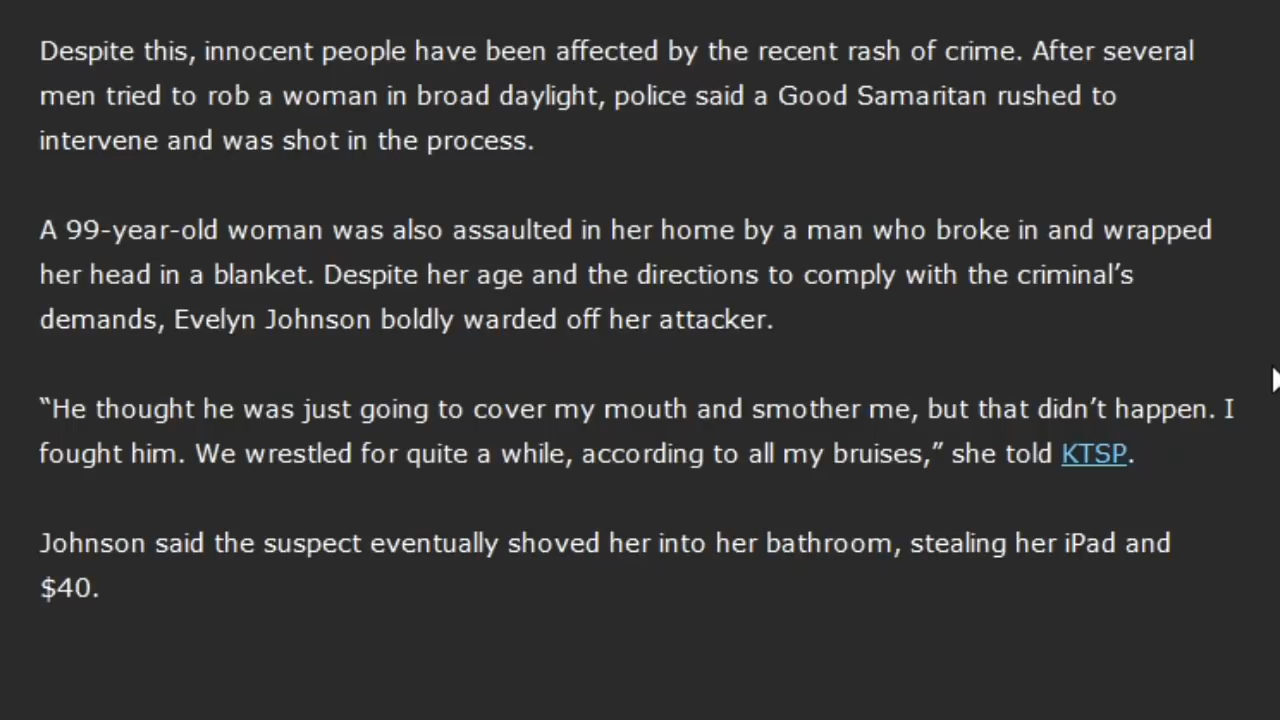 Despite this, innocent people have been affected by the recent rash of crime. After several
men tried to rob a woman in broad daylight, police said a Good Samaritan rushed to
intervene and was shot in the process.
A 99-year-old woman was also assaulted in her home by a man who broke in and wrapped
her head in a blanket. Despite her age and the directions to comply with the criminal’s
demands, Evelyn Johnson boldly warded off her attacker.
“He thought he was just going to cover my mouth and smother me, but that didn’t happen. I
fought him. We wrestled for quite a while, according to all my bruises,” she told KTSP.
Johnson said the suspect eventually shoved her into her bathroom, stealing her iPad and
$40.